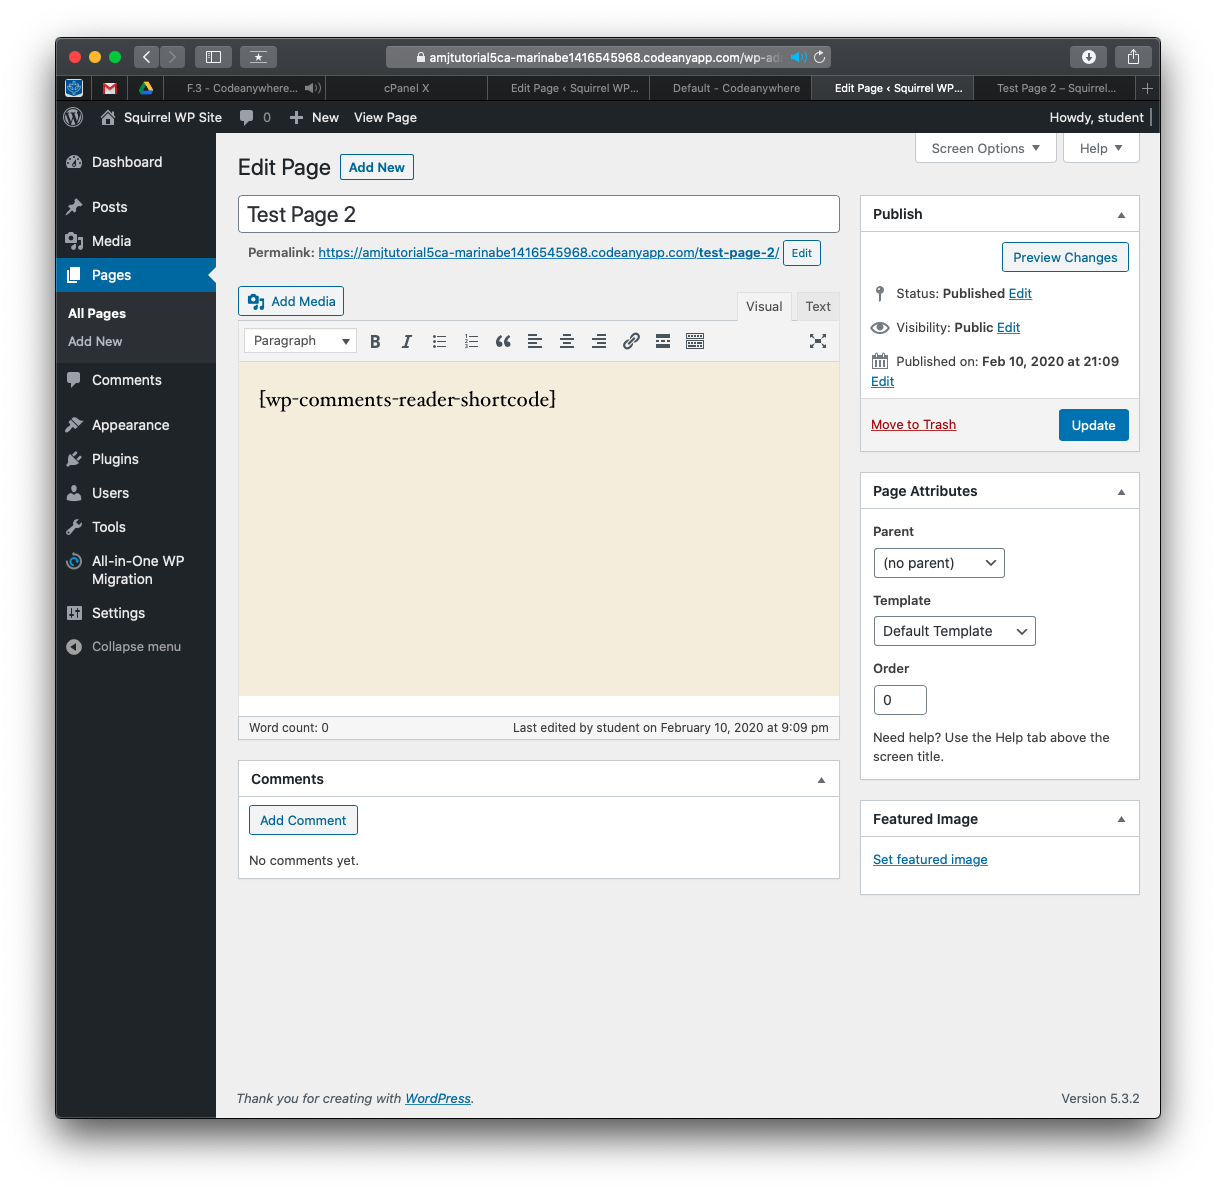 amjtutorial5ca-marinabe1416545968.codeanyapp.com/wp-ad
F.3 - Codeanywhere...
cPanel X
Edit Page ‹ Squirrel WP...
Default - Codeanywhere
Edit Page ‹ Squirrel WP...
Test Page 2 – Squirrel...
Squirrel WP Site
0
New
View Page
Howdy, student
Dashboard
Posts
Media
Pages
All Pages
Add New
Comments
Appearance
Plugins
Users
Tools
All-in-One WP
Migration
Settings
Collapse menu
Screen Options
Help
Edit Page
Add New
Test Page 2
Permalink: https://amjtutorial5ca-marinabe1416545968.codeanyapp.com/test-page-2/ Edit
Add Media
Visual
Text
Paragraph
B
I
[wp-comments-reader-shortcode]
Word count: 0
Last edited by student on February 10, 2020 at 9:09 pm
Comments
Add Comment
No comments yet.
Publish
Preview Changes
Status: Published Edit
Visibility: Public Edit
Published on: Feb 10, 2020 at 21:09
Edit
Move to Trash
Update
Page Attributes
Parent
(no parent)
Template
Default Template
Order
0
Need help? Use the Help tab above the
screen title.
Featured Image
Set featured image
Thank you for creating with WordPress.
Version 5.3.2